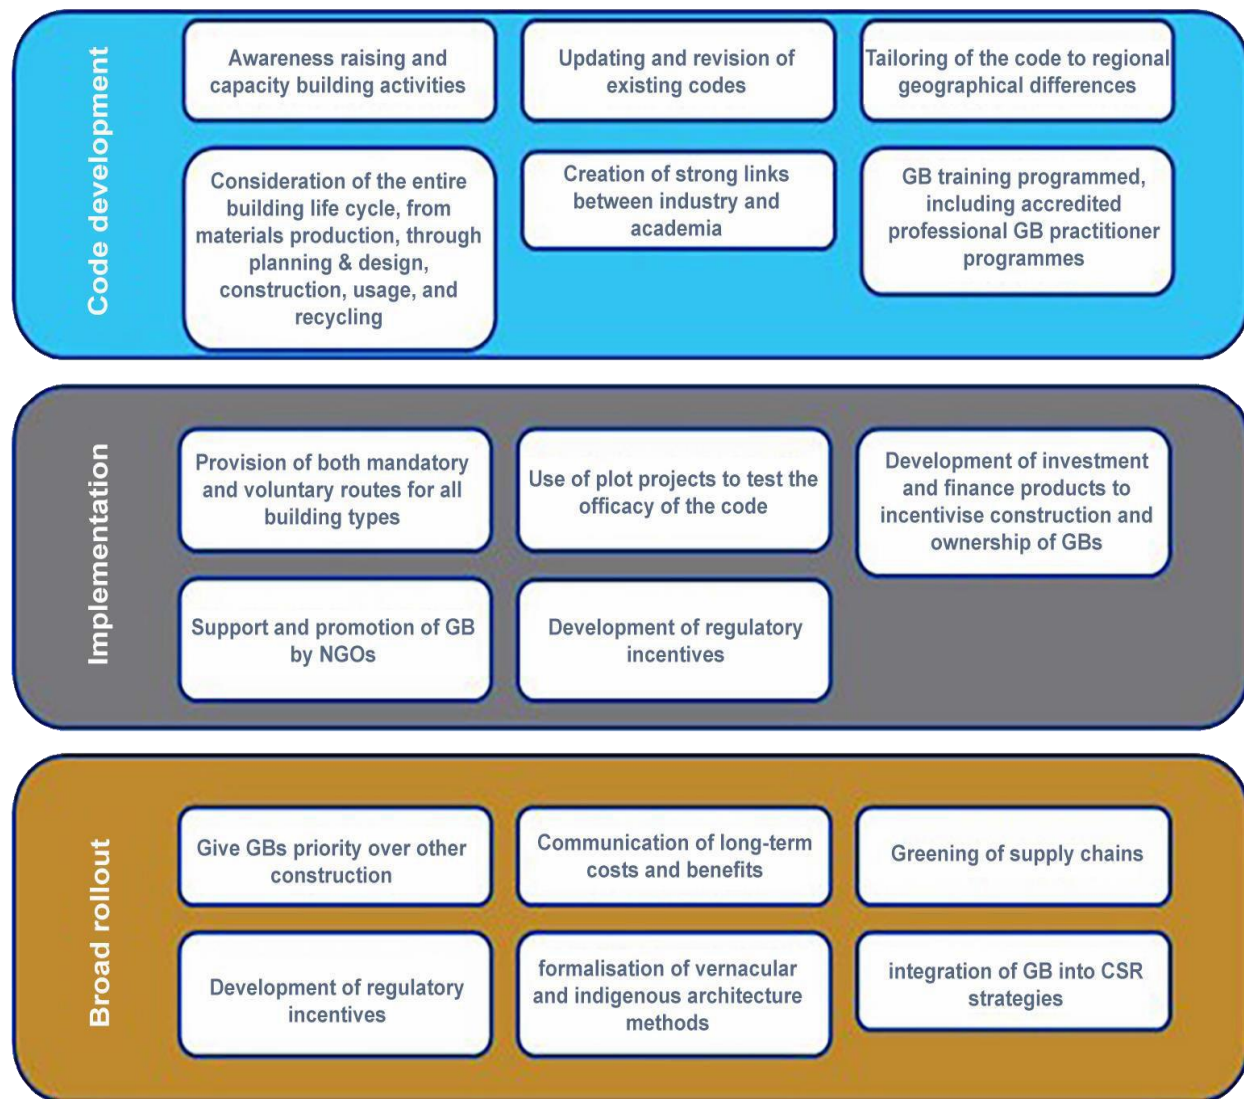 Code development
Awareness raising and
capacity building activities
Updating and revision of
existing codes
Tailoring of the code to regional
geographical differences
Consideration of the entire
building life cycle, from
materials production, through
planning & design,
construction, usage, and
recycling
Creation of strong links
between industry and
academia
GB training programmed,
including accredited
professional GB practitioner
programmes
Implementation
Provision of both mandatory
and voluntary routes for all
building types
Use of plot projects to test the
efficacy of the code
Development of investment
and finance products to
incentivise construction and
ownership of GBs
Support and promotion of GB
by NGOs
Development of regulatory
incentives
Broad rollout
Give GBs priority over other
construction
Communication of long-term
costs and benefits
Greening of supply chains
Development of regulatory
incentives
formalisation of vernacular
and indigenous architecture
methods
integration of GB into CSR
strategies